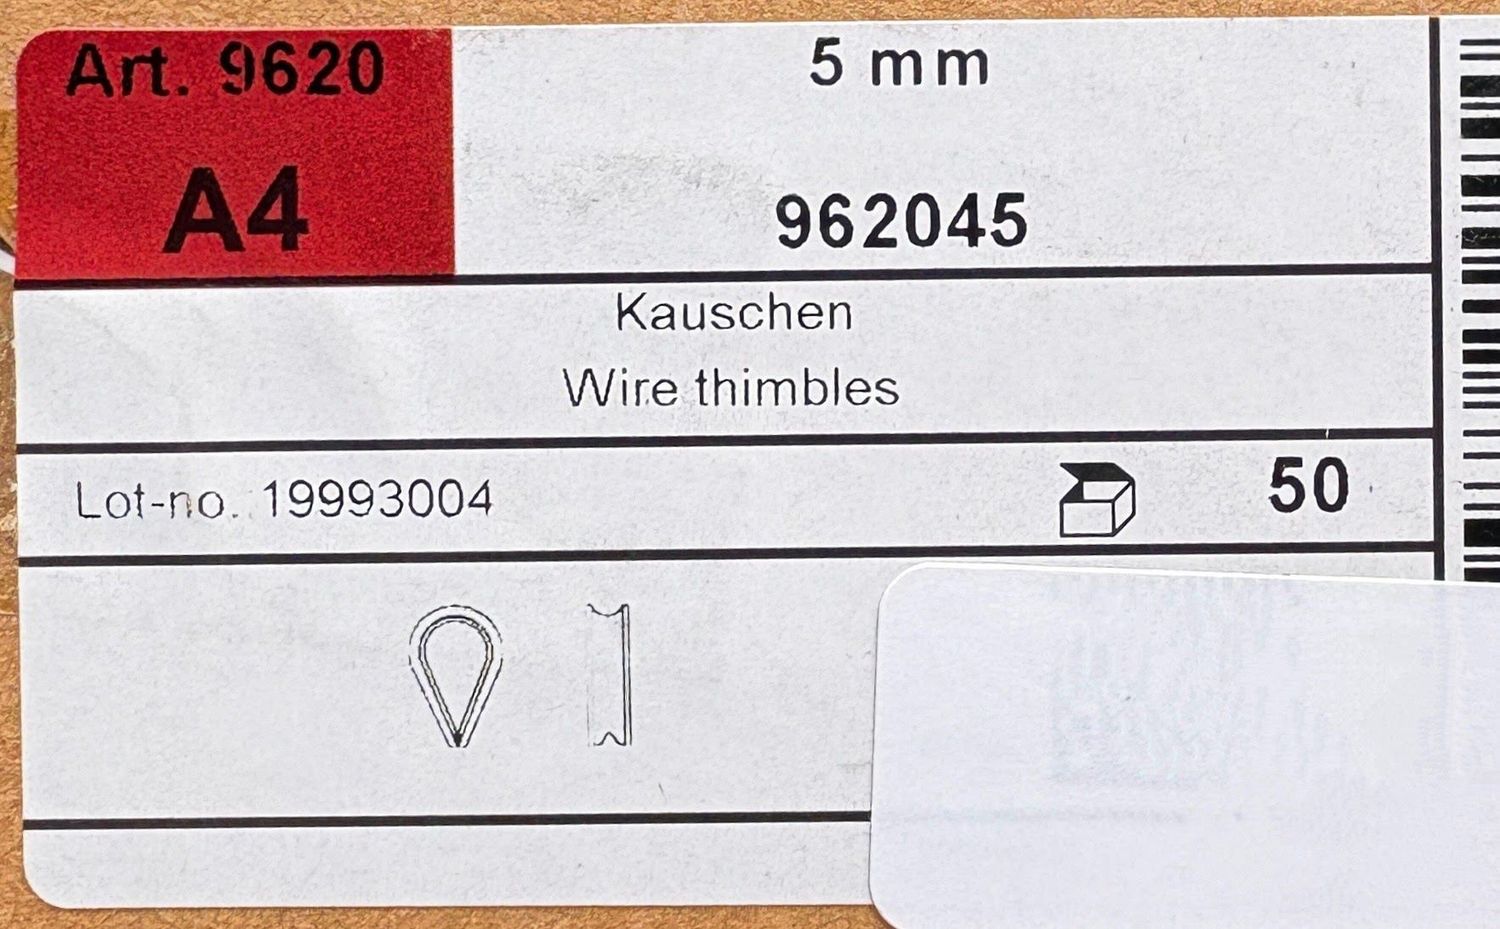 Art. 9620
A4
5 mm
962045
Kauschen
Wire thimbles
Lot-no. 19993004
50